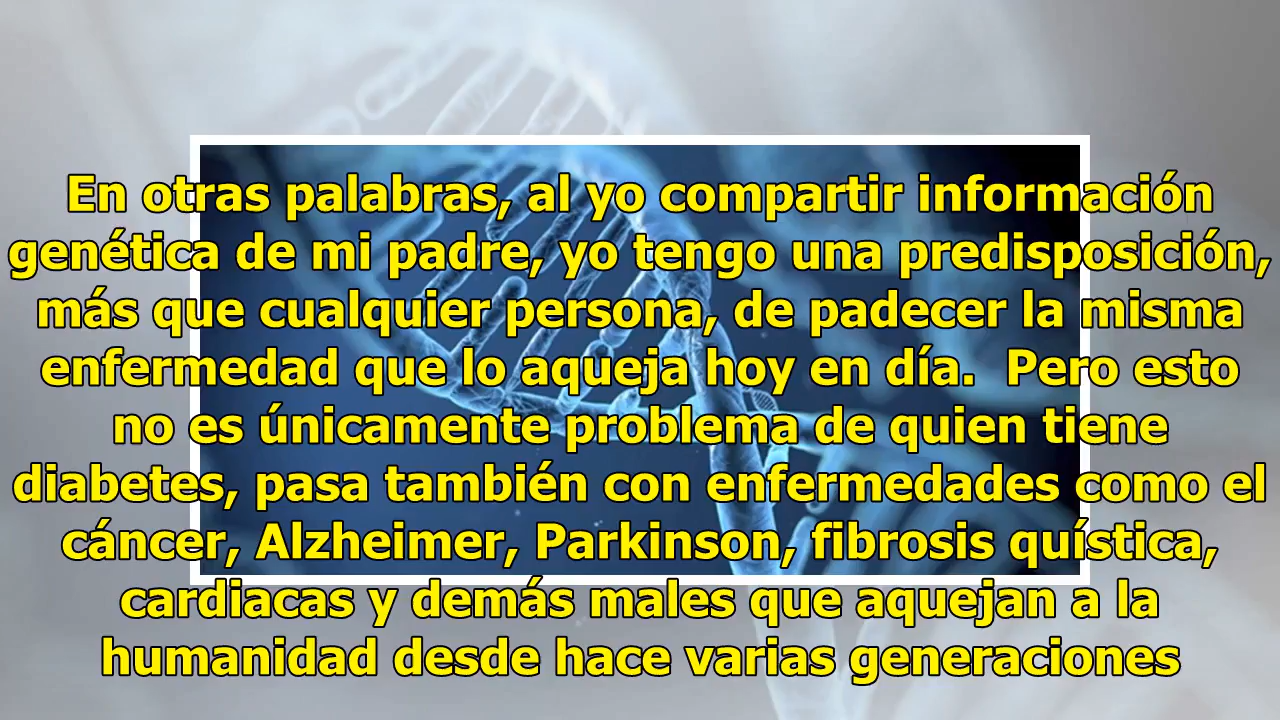 En otras palabras, al yo compartir información
genética de mi padre, yo tengo una predisposición,
más que cualquier persona, de padecer la misma
enfermedad que lo aqueja hoy en día.  Pero esto
no es únicamente problema de quien tiene
diabetes, pasa también con enfermedades como el
cáncer, Alzheimer, Parkinson, fibrosis quística,
cardiacas y demás males que aquejan a la
humanidad desde hace varias generaciones